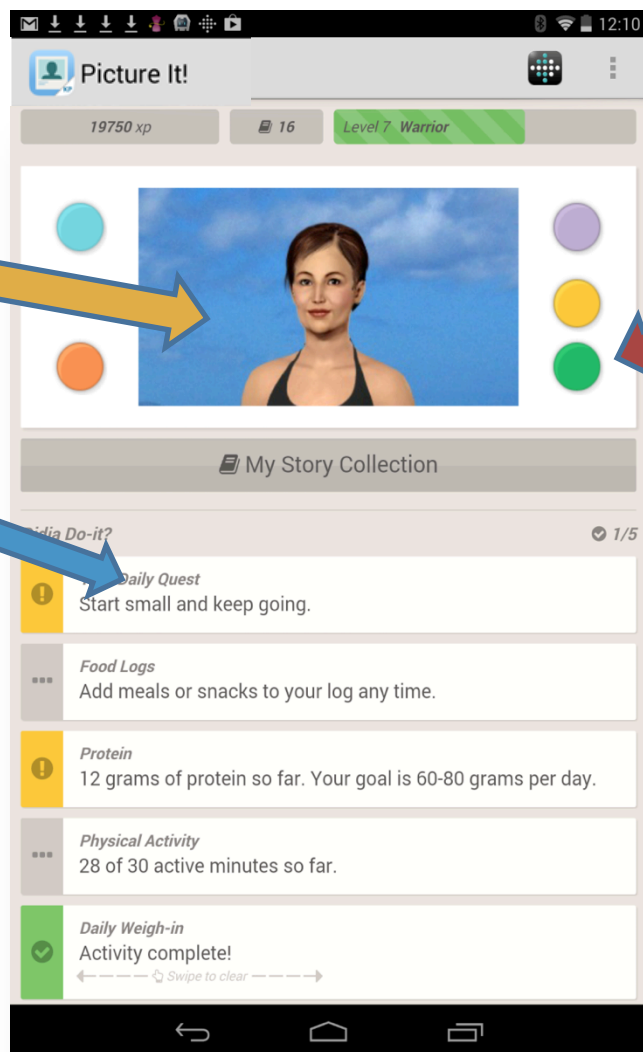 12:10
Picture It!
19750 xp
16
Level 7 Warrior
My Story Collection
Do-it?
1/5
Daily Quest
Start small and keep going.
Food Logs
Add meals or snacks to your log any time.
Protein
12 grams of protein so far. Your goal is 60-80 grams per day.
Physical Activity
28 of 30 active minutes so far.
Daily Weigh-in
Activity complete!
Swipe to clear